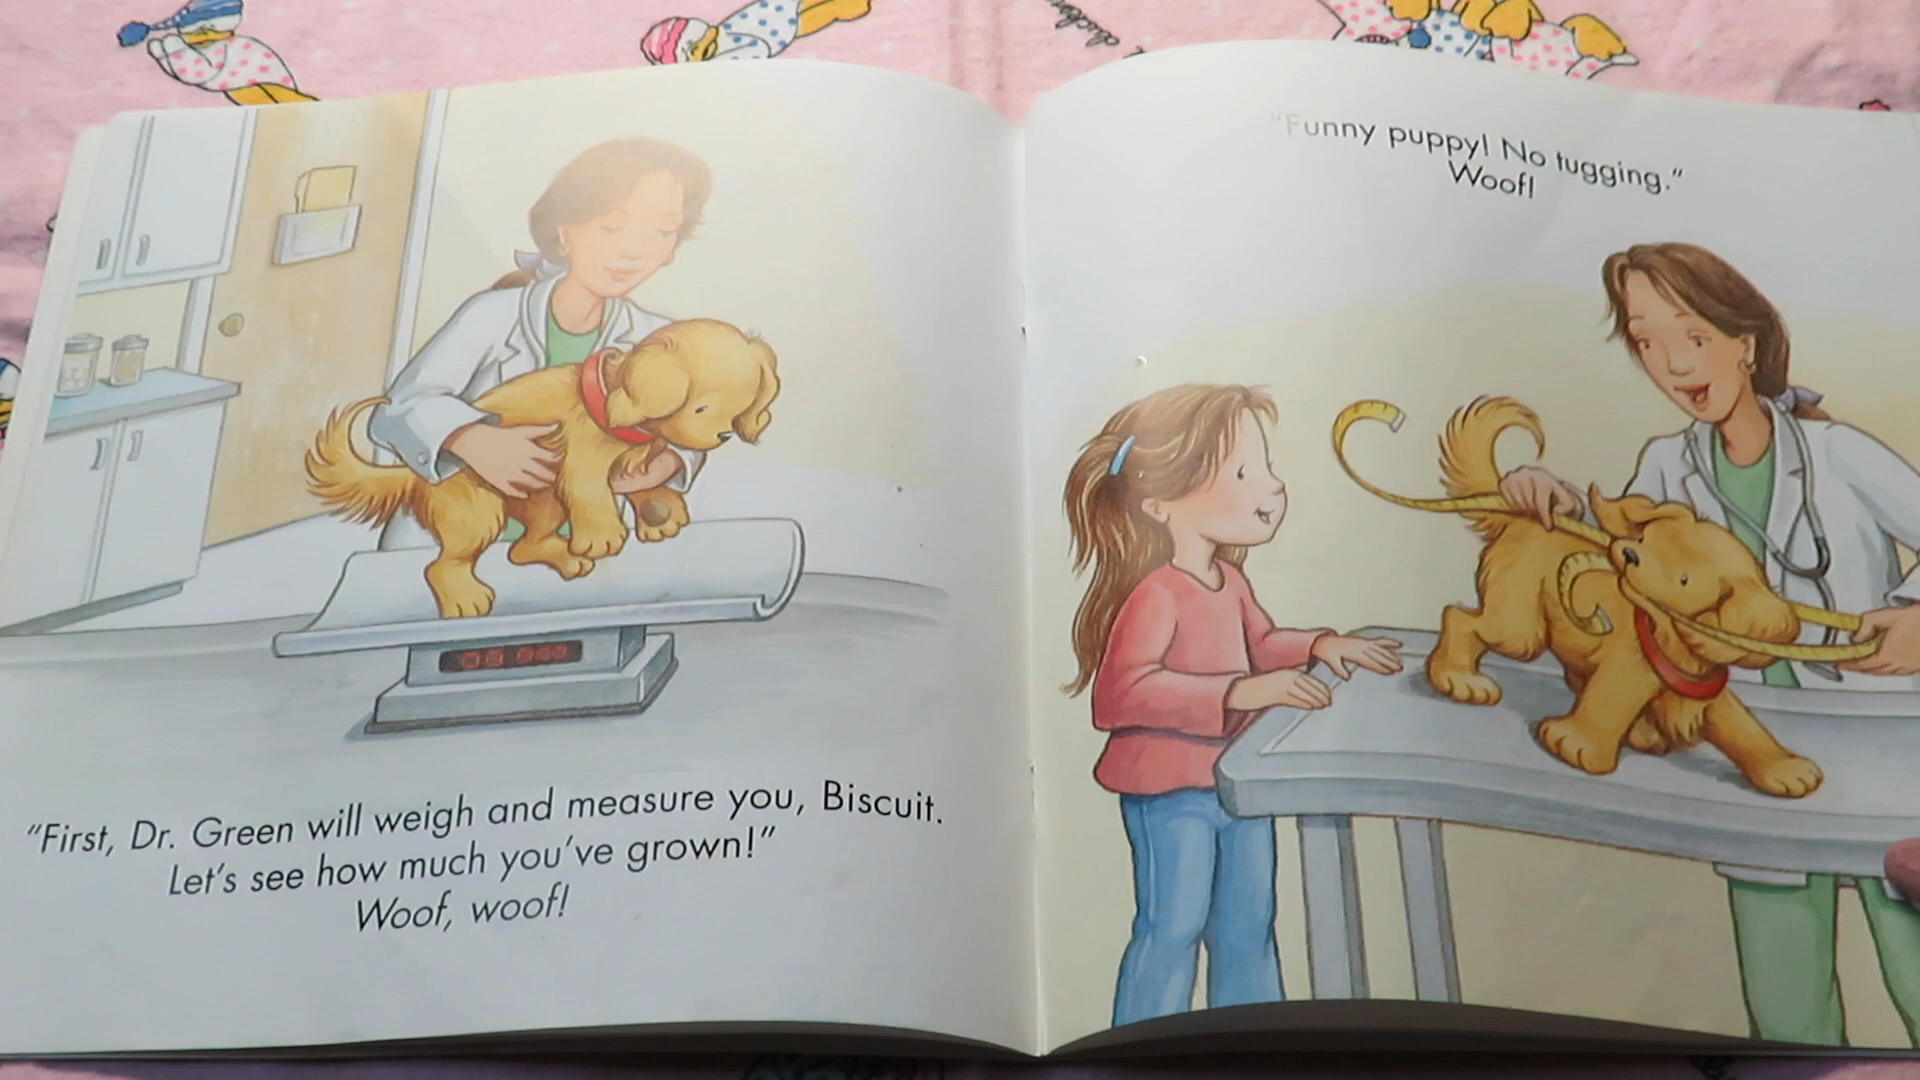 "First, Dr. Green will weigh and measure you, Biscuit.
Let's see how much you've grown!"
Woof, woof!
"Funny puppy! No tugging."
Woof!